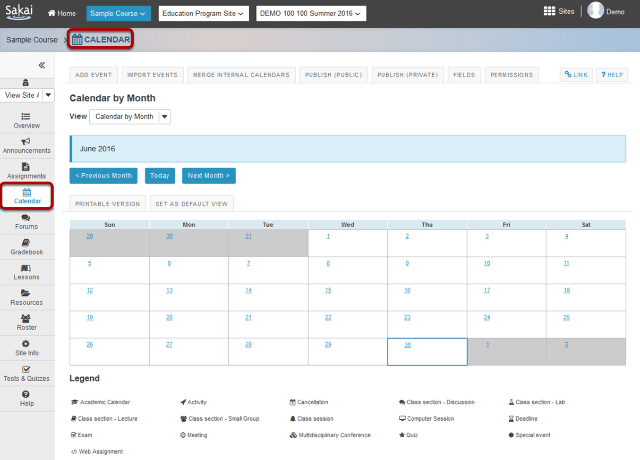 Sakai Home Sample Course Education Program Site DEMO 100 100 Summer 2016 Sites Demo
Sample Course > CALENDAR
View Site /
Overview
Announcements
Assignments
Calendar
Forums
Gradebook
Lessons
Resources
Roster
Site Info
Tests & Quizzes
Help
ADD EVENT IMPORT EVENTS MERGE INTERNAL CALENDARS PUBLISH (PUBLIC) PUBLISH (PRIVATE) FIELDS PERMISSIONS LINK ? HELP
Calendar by Month
View Calendar by Month
June 2016
< Previous Month Today Next Month >
PRINTABLE VERSION SET AS DEFAULT VIEW
Sun Mon Tue Wed Thu Fri Sat
29 30 31 1 2 3 4
5 6 7 8 9 10 11
12 13 14 15 16 17 18
19 20 21 22 23 24 25
26 27 28 29 30 1 2
Legend
Academic Calendar Activity Cancellation Class section - Discussion Class section - Lab
Class section - Lecture Class section - Small Group Class session Computer Session Deadline
Exam Meeting Multidisciplinary Conference Quiz Special event
Web Assignment